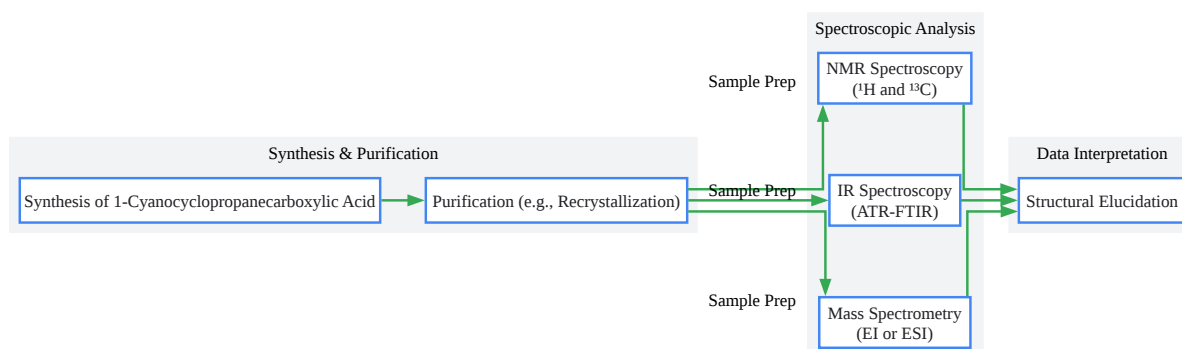 Spectroscopic Analysis
NMR Spectroscopy
(¹H and ¹³C)
Sample Prep
Synthesis & Purification
Data Interpretation
Synthesis of 1-Cyanocyclopropanecarboxylic Acid
Purification (e.g., Recrystallization)
Sample Prep
IR Spectroscopy
(ATR-FTIR)
Structural Elucidation
Sample Prep
Mass Spectrometry
(EI or ESI)